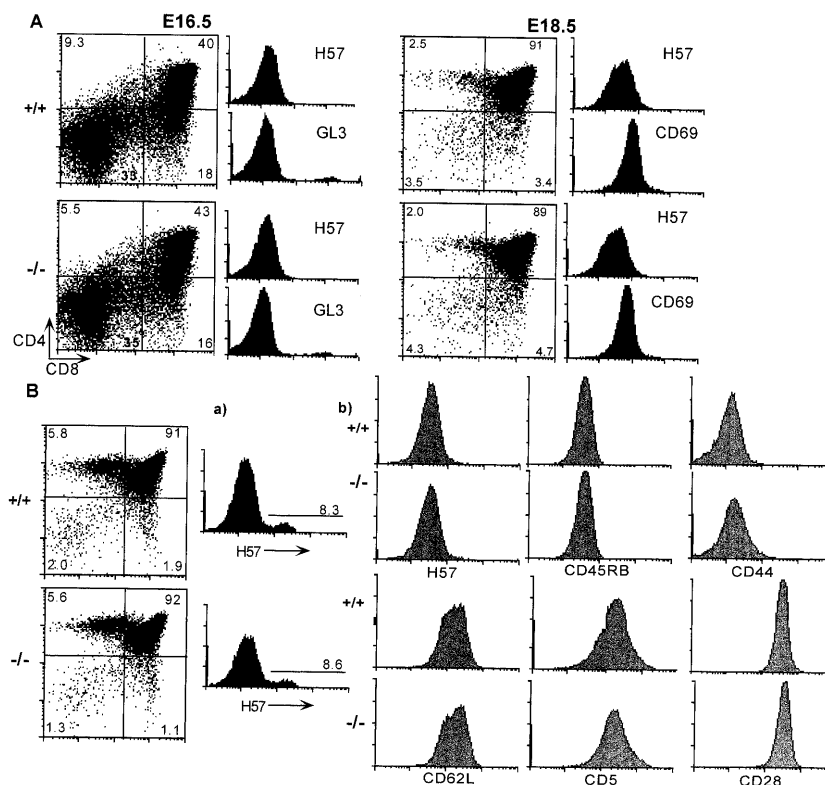 A
E16.5
E18.5
+/+
9.3
40
35
18
H57
GL3
2.5
91
3.5
3.4
H57
CD69
-/-
5.5
43
35
16
H57
GL3
2.0
89
4.3
4.7
H57
CD69
CD4
CD8
B
a)
b)
+/+
5.8
91
2.0
1.9
8.3
H57
-/-
5.6
92
1.3
1.1
8.6
H57
+/+
-/-
H57
CD45RB
CD44
+/+
-/-
CD62L
CD5
CD28